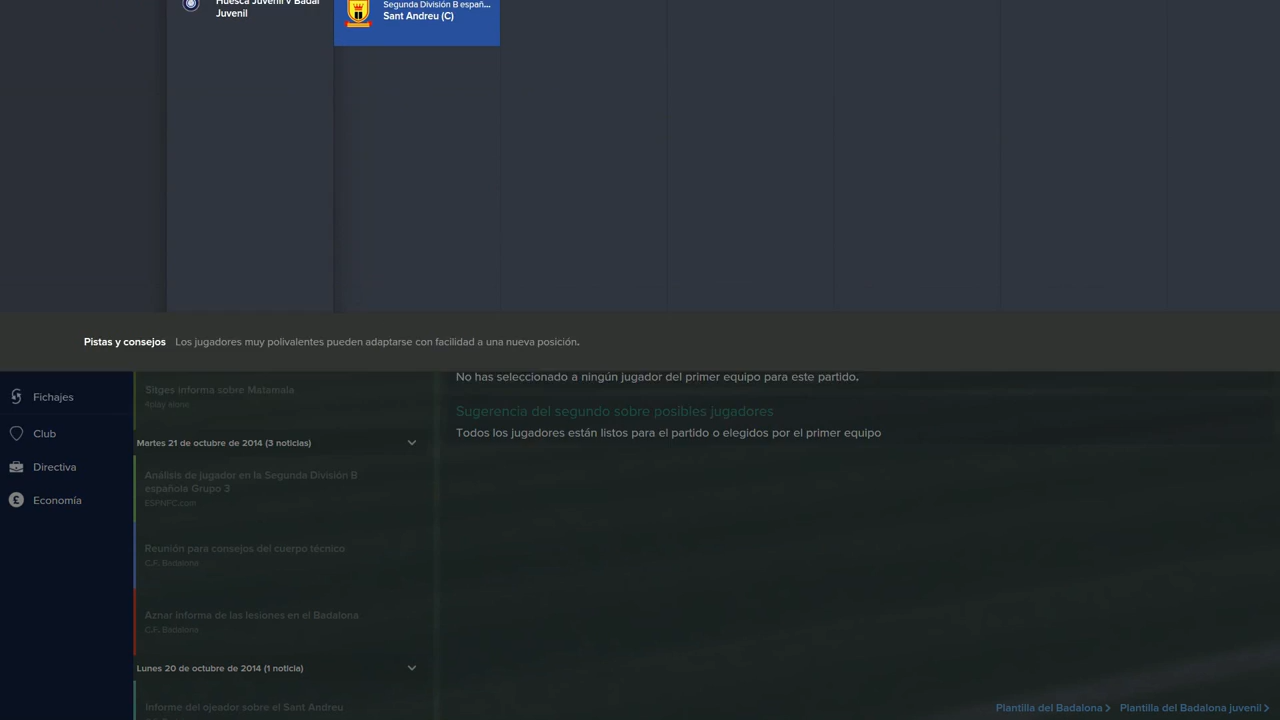 Huesca Juvenil v Badal
Juvenil
Segunda División B españ...
Sant Andreu (C)
Pistas y consejos Los jugadores muy polivalentes pueden adaptarse con facilidad a una nueva posición.
No has seleccionado a ningún jugador del primer equipo para este partido.
Fichajes
Sitges informa sobre Matamala
Sugerencia del segundo sobre posibles jugadores
Todos los jugadores están listos para el partido o elegidos por el primer equipo
Club
Martes 21 de octubre de 2014 (3 noticias)
Directiva
Análisis de jugador en la Segunda División B
española Grupo 3
ESPNFC.com
Economía
Reunión para consejos del cuerpo técnico
C.F. Badalona
Aznar informa de las lesiones en el Badalona
C.F. Badalona
Lunes 20 de octubre de 2014 (1 noticia)
Informe del ojeador sobre el Sant Andreu
Plantilla del Badalona Plantilla del Badalona juvenil